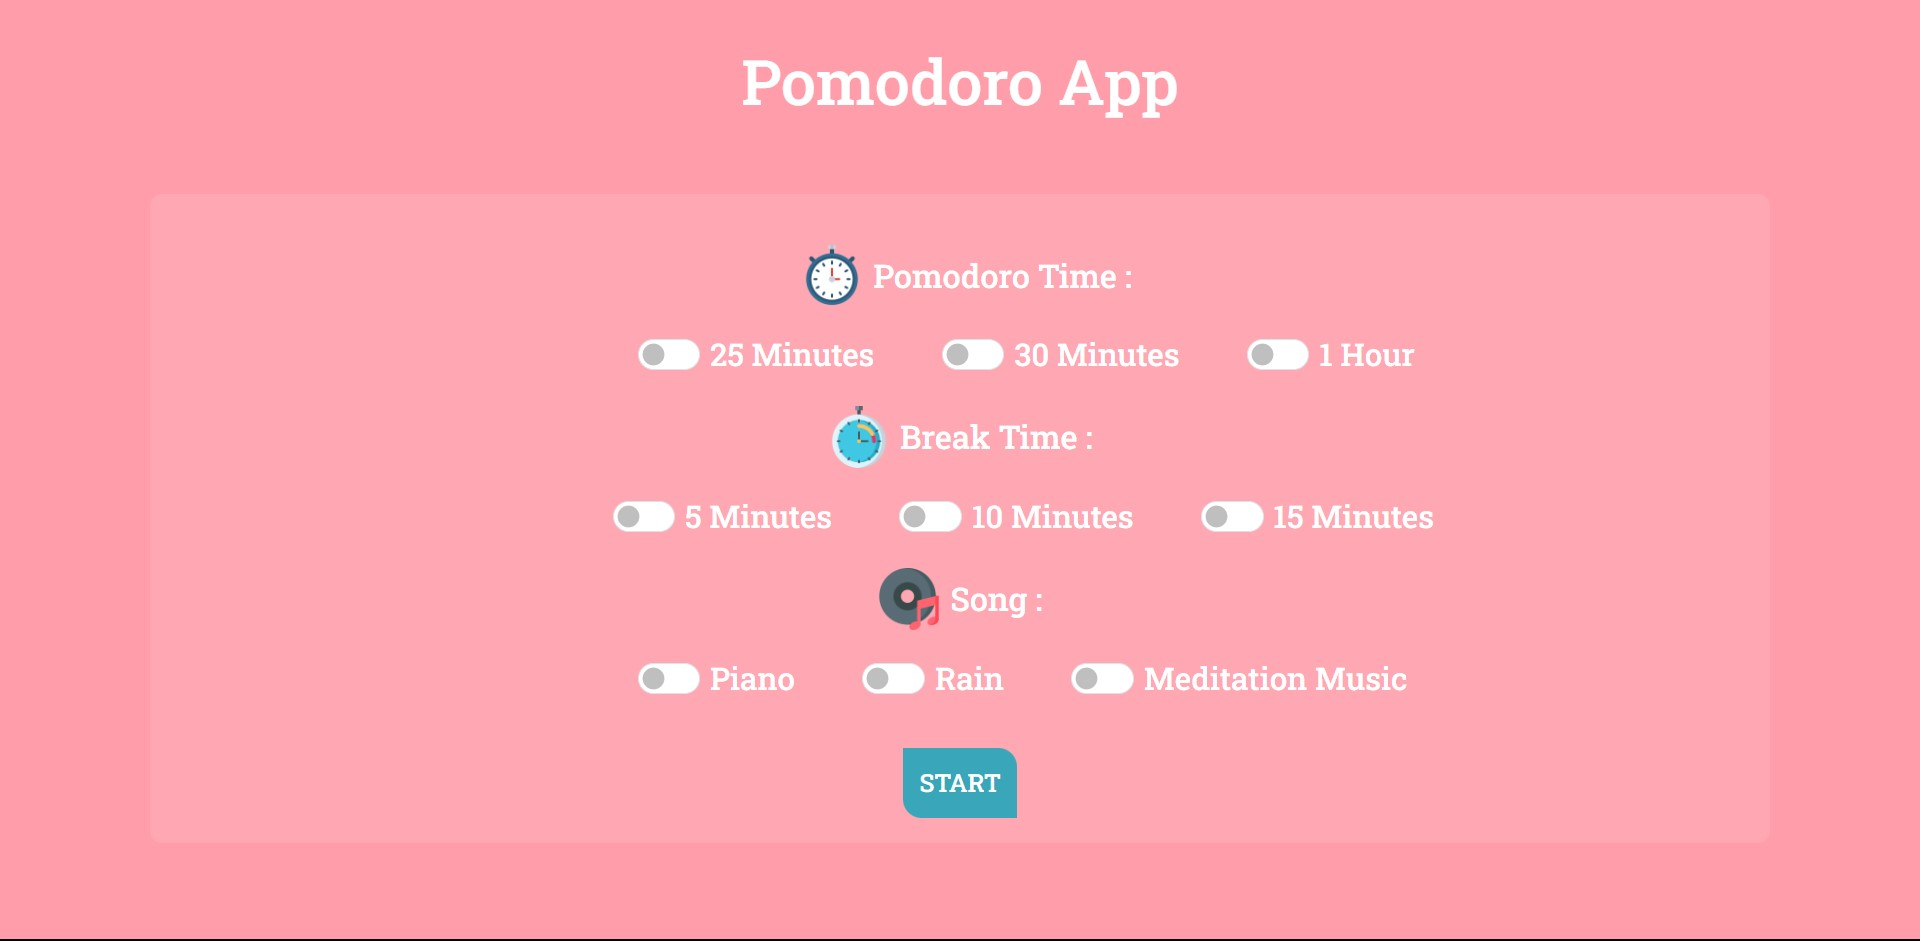 Pomodoro App
Pomodoro Time :
25 Minutes 30 Minutes 1 Hour
Break Time :
5 Minutes 10 Minutes 15 Minutes
Song :
Piano Rain Meditation Music
START